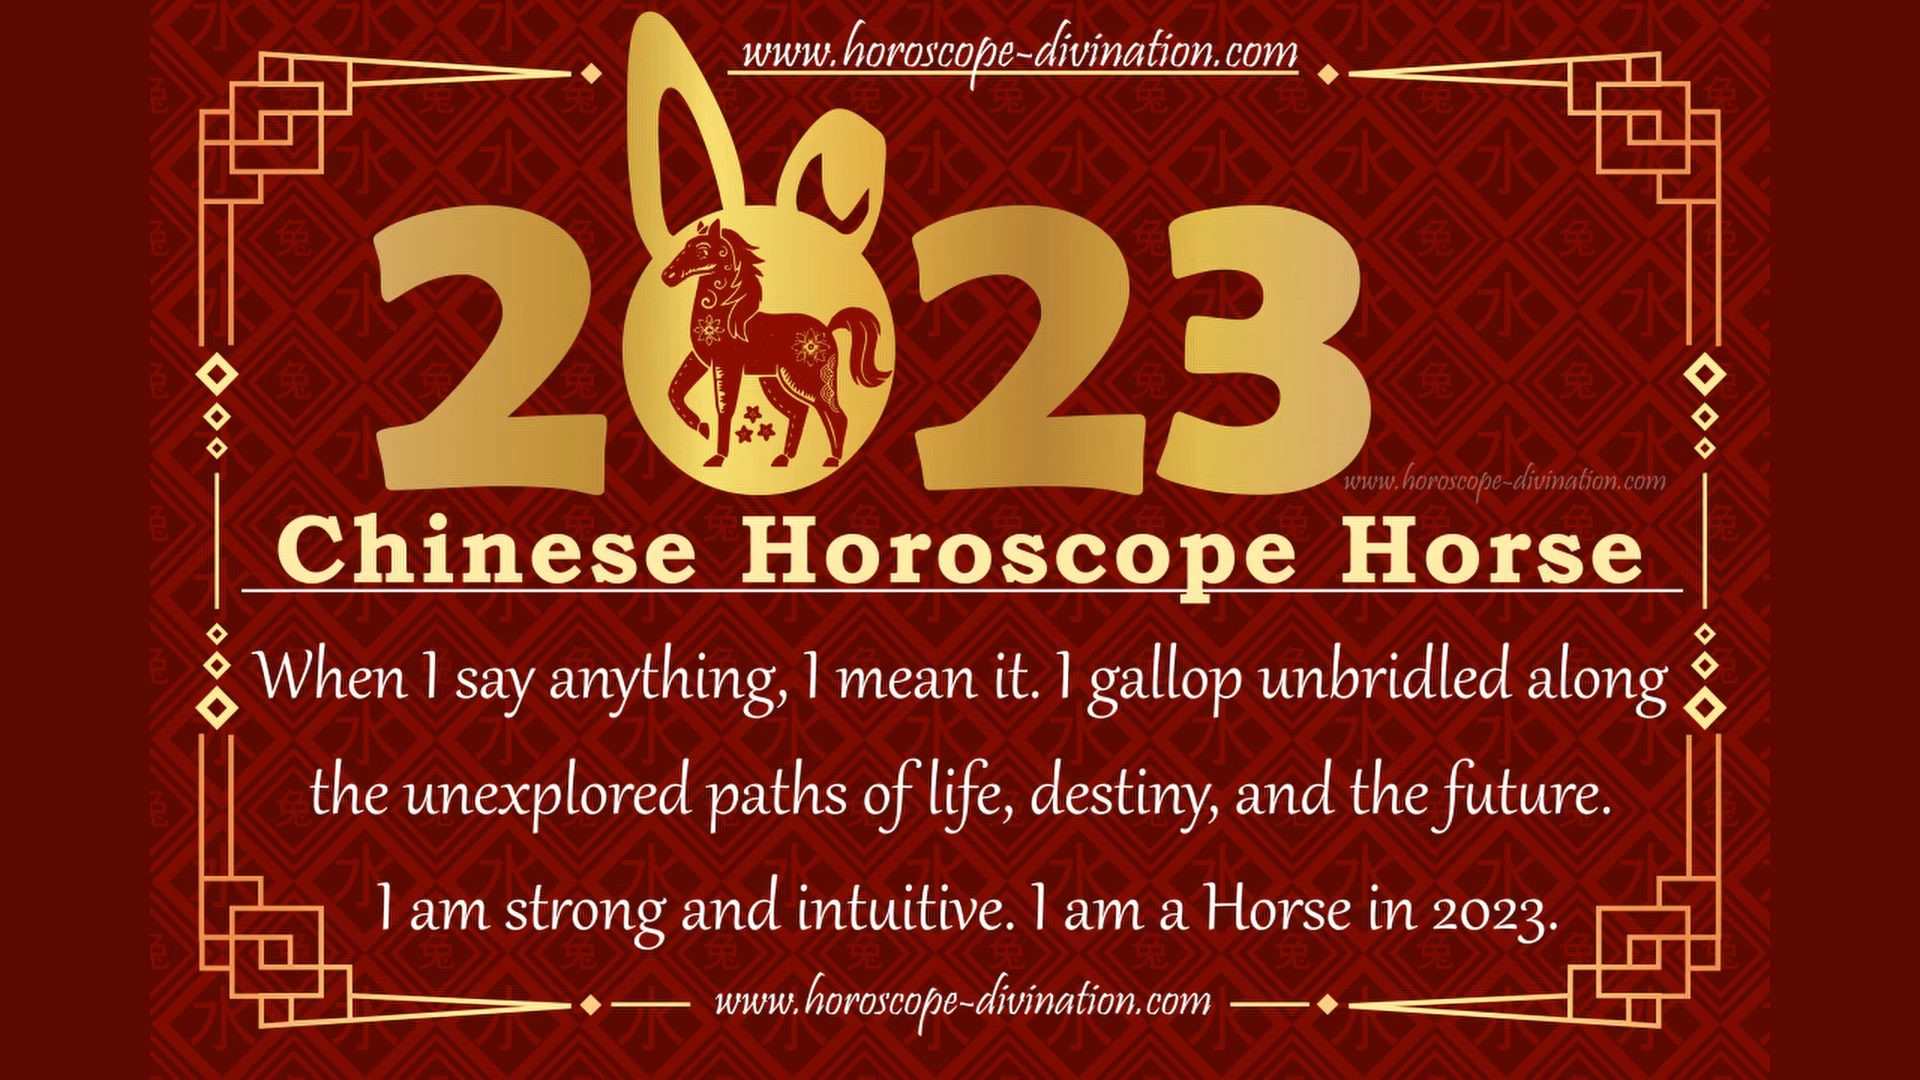 www.horoscope-divination.com
2023
www.horoscope-divination.com
Chinese Horoscope Horse
When I say anything, I mean it. I gallop unbridled along
the unexplored paths of life, destiny, and the future.
I am strong and intuitive. I am a Horse in 2023.
www.horoscope-divination.com